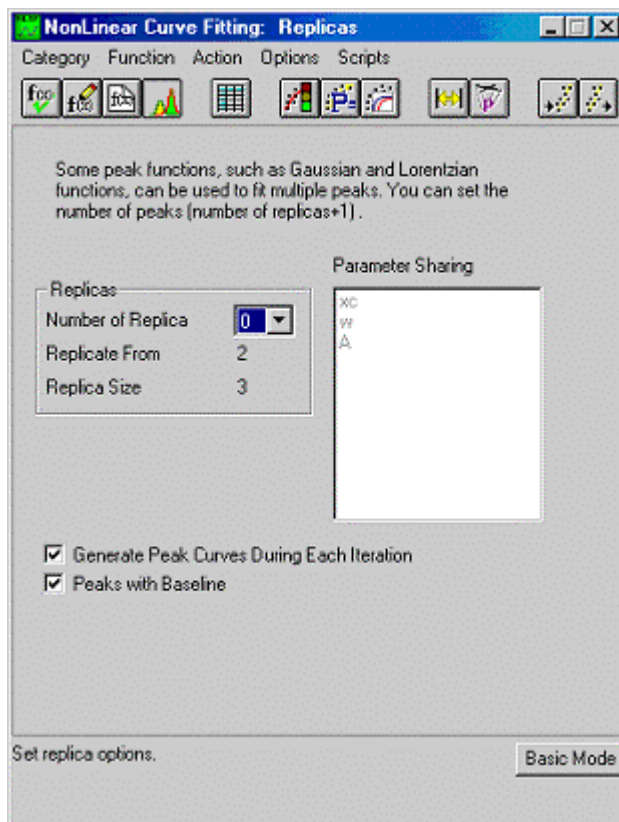 NonLinear Curve Fitting: Replicas
Category Function Action Options Scripts
Some peak functions, such as Gaussian and Lorentzian
functions, can be used to fit multiple peaks. You can set the
number of peaks (number of replicas+1) .
Parameter Sharing
Replicas
Number of Replica 0
Replicate From 2
Replica Size 3
xc
w
A
Generate Peak Curves During Each Iteration
Peaks with Baseline
Set replica options.
Basic Mode